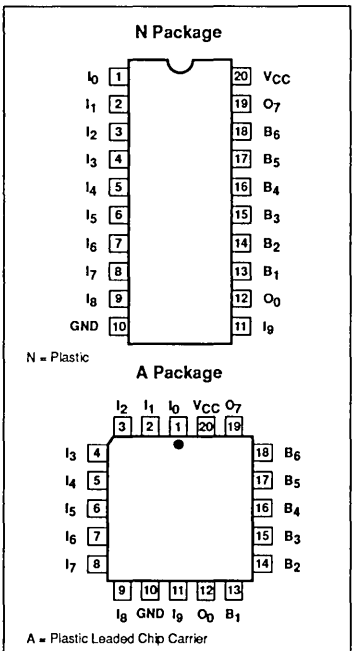 N Package
I0 1 20 VCC
I1 2 19 O7
I2 3 18 B6
I3 4 17 B5
I4 5 16 B4
I5 6 15 B3
I6 7 14 B2
I7 8 13 B1
I8 9 12 O0
GND 10 11 I9
N = Plastic
A Package
I2 I1 I0 VCC O7
3 2 1 20 19
I3 4 18 B6
I4 5 17 B5
I5 6 16 B4
I6 7 15 B3
I7 8 14 B2
9 10 11 12 13
I8 GND I9 O0 B1
A = Plastic Leaded Chip Carrier